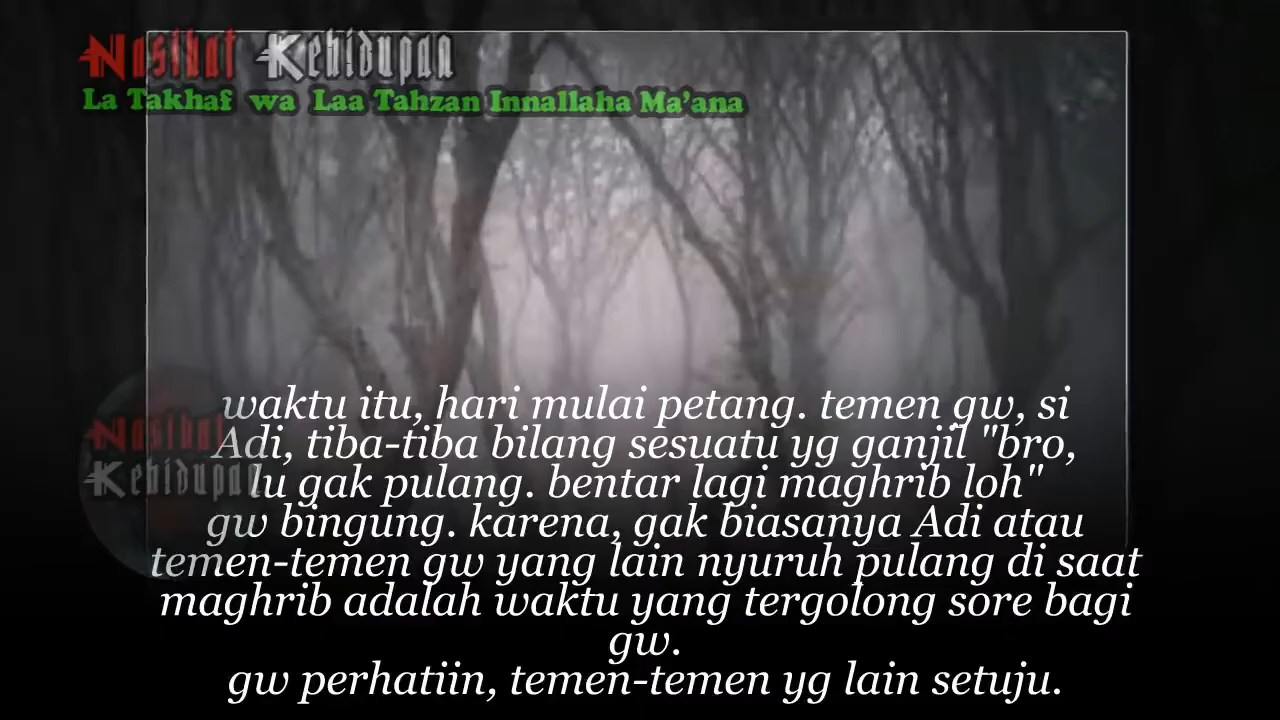 Nasihat Kehidupan
La Takhaf wa Laa Tahzan Innallaha Ma'ana
waktu itu, hari mulai petang. temen gw, si
Adi, tiba-tiba bilang sesuatu yg ganjil "bro,
lu gak pulang. bentar lagi maghrib loh"
gw bingung. karena, gak biasanya Adi atau
temen-temen gw yang lain nyuruh pulang di saat
maghrib adalah waktu yang tergolong sore bagi
gw.
gw perhatiin, temen-temen yg lain setuju.
Nasihat
Kehidupan